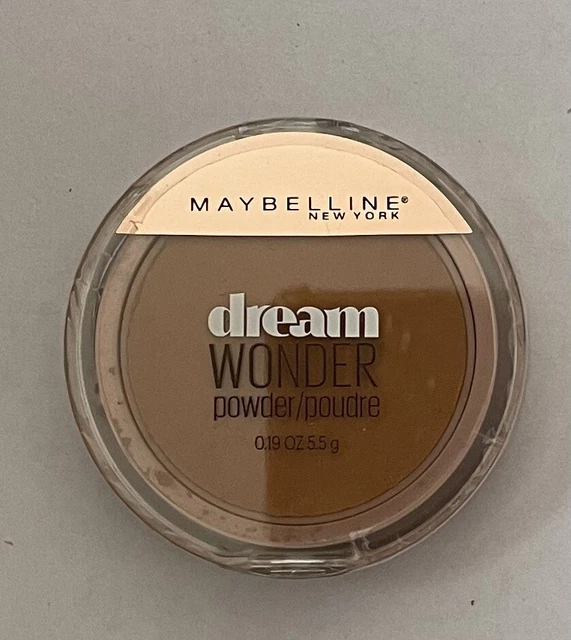 MAYBELLINE®
NEW YORK
dream
WONDER
powder/poudre
0.19 OZ 5.5 g